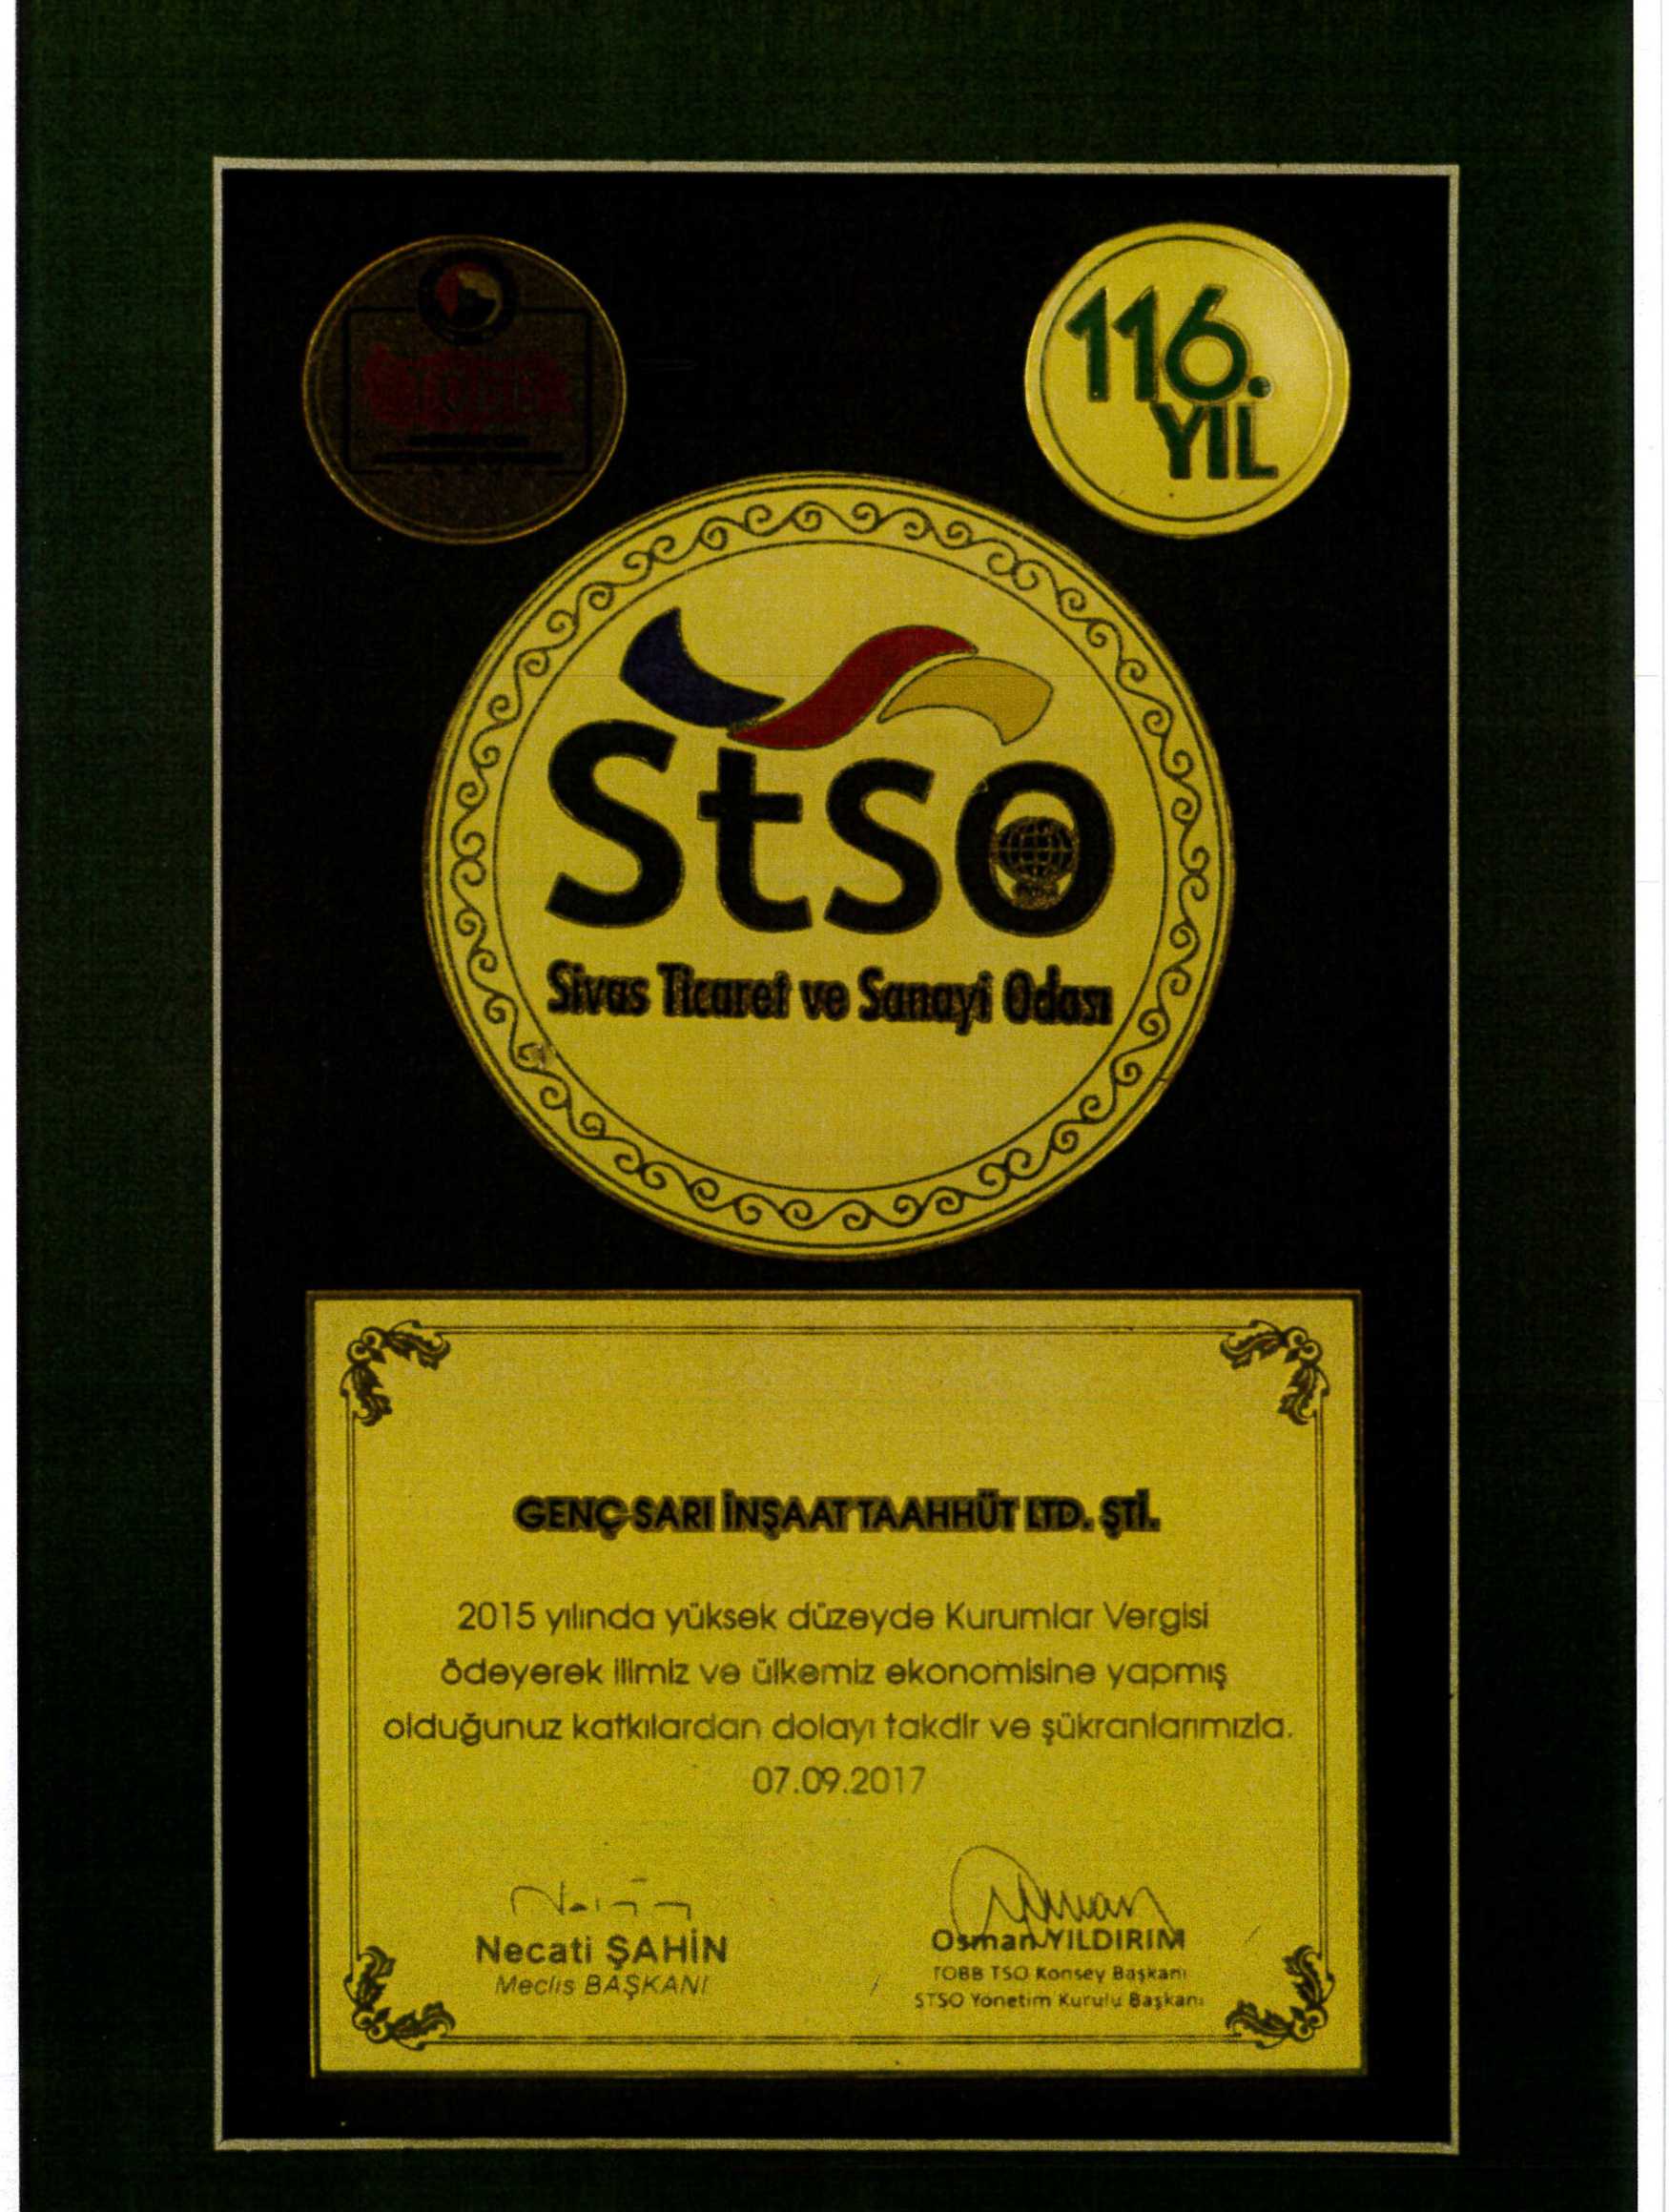 TOBB
116.
YIL
StSO
Sivas Ticaret ve Sanayi Odası
GENÇ SARI İNŞAAT TAAHHÜT LTD. ŞTİ.
2015 yılında yüksek düzeyde Kurumlar Vergisi
ödeyerek ilimiz ve ülkemiz ekonomisine yapmış
olduğunuz katkılardan dolayı takdir ve şükranlarımızla.
07.09.2017
Necati ŞAHİN
Meclis BAŞKANI
Osman YILDIRIM
TOBB TSO Konsey Başkanı
STSO Yönetim Kurulu Başkanı